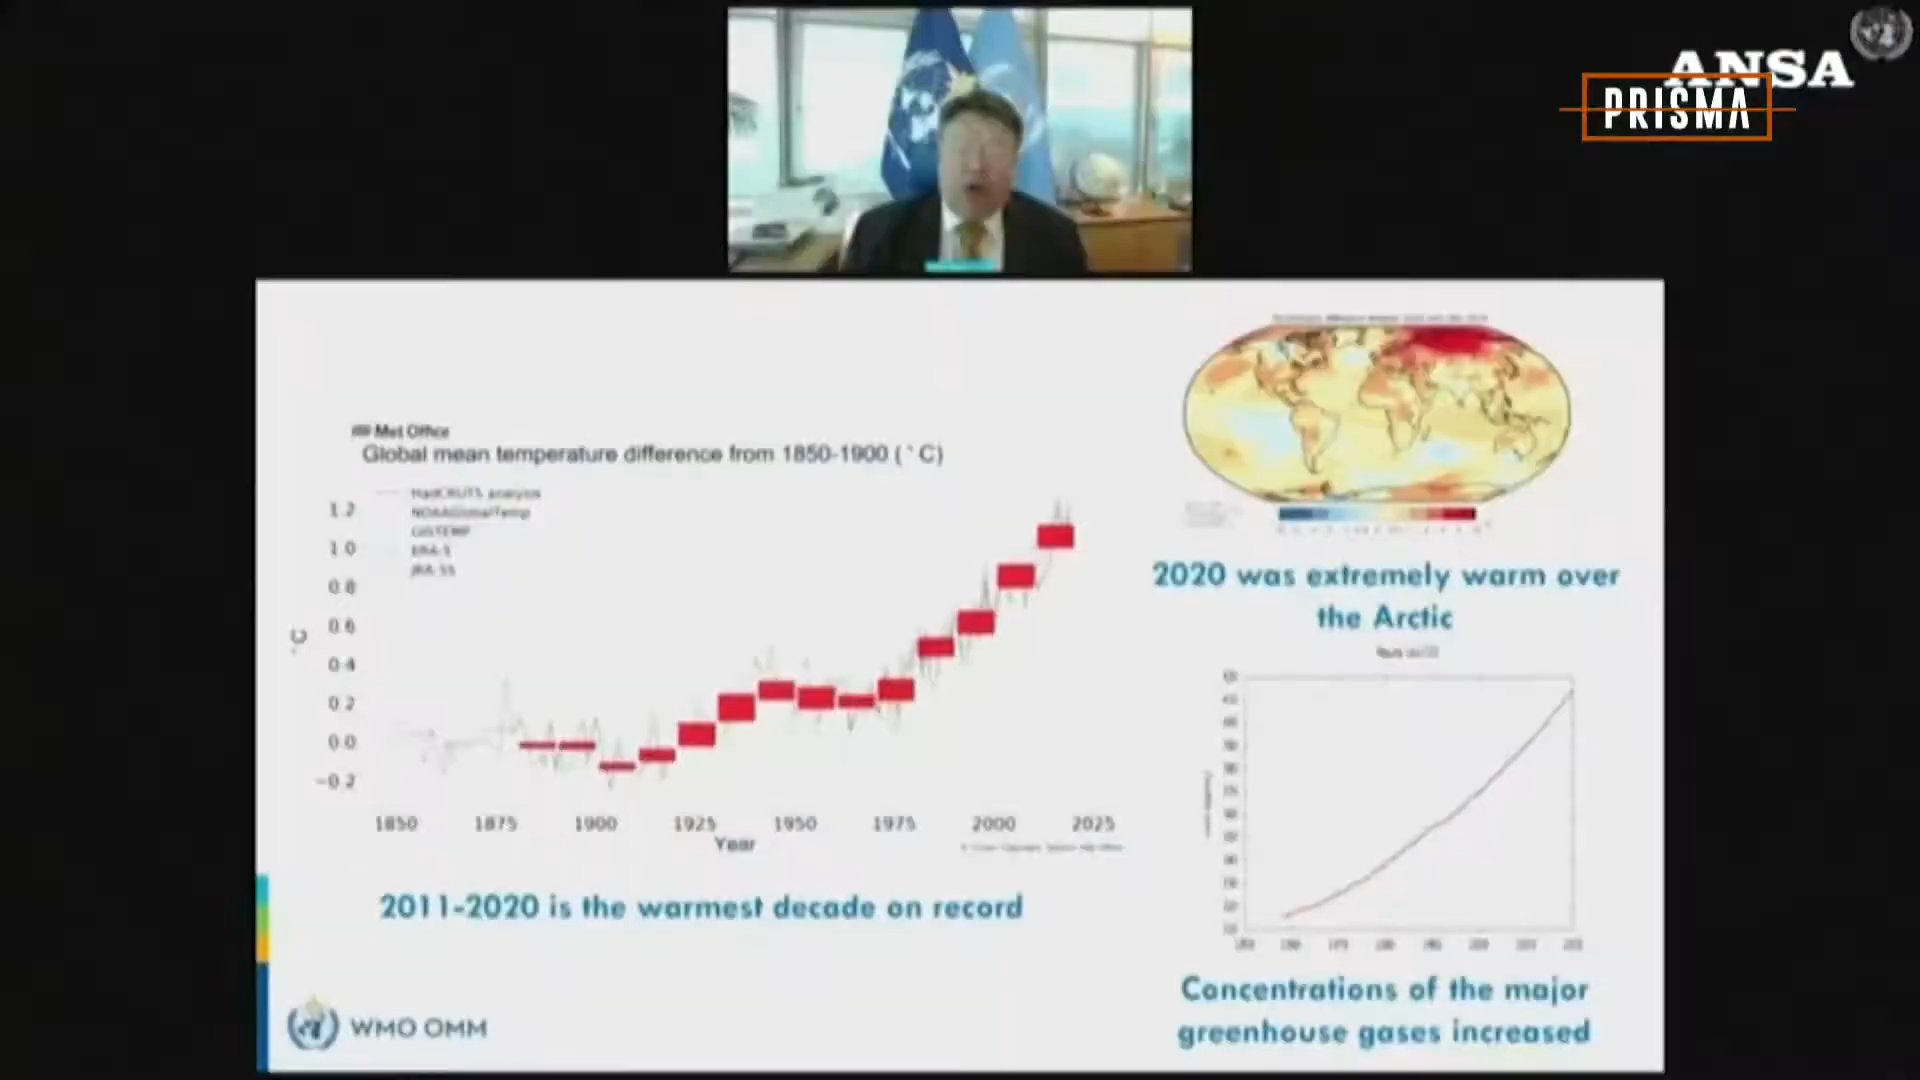 ANSA
PRISMA
Met Office
Global mean temperature difference from 1850-1900 (°C)
HadCRUT5 analysis
NOAAGlobalTemp
GISTEMP
ERA-5
JRA-55
1.2
1.0
0.8
0.6
0.4
0.2
0.0
−0.2
°C
1850 1875 1900 1925 1950 1975 2000 2025
Year
2011-2020 is the warmest decade on record
WMO OMM
2020 was extremely warm over
the Arctic
Concentrations of the major
greenhouse gases increased